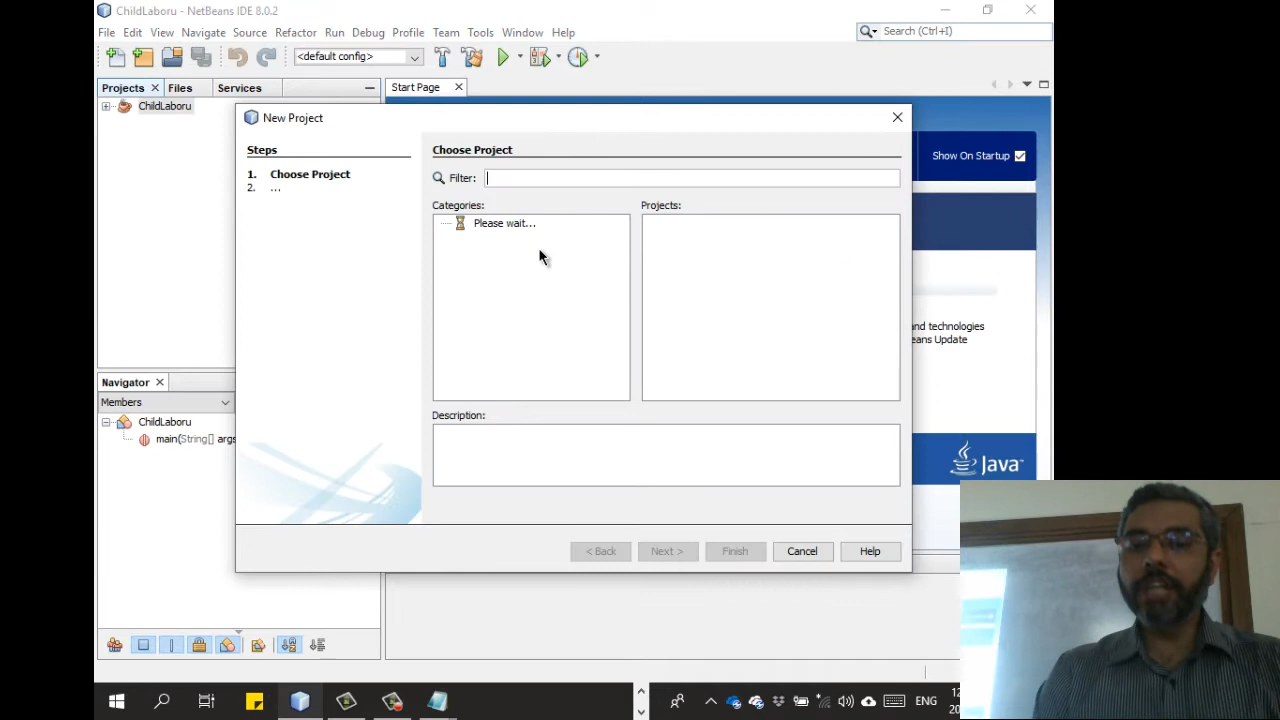 ChildLaboru - NetBeans IDE 8.0.2
File Edit View Navigate Source Refactor Run Debug Profile Team Tools Window Help
Search (Ctrl+I)
<default config>
Projects Files Services
Start Page
ChildLaboru
New Project
Show On Startup
Steps
Choose Project
1. Choose Project
2. ...
Filter:
Categories:
Projects:
Please wait...
and technologies
eans Update
Description:
Navigator
Members
ChildLaboru
main(String[] args
Java
< Back Next > Finish Cancel Help
ENG